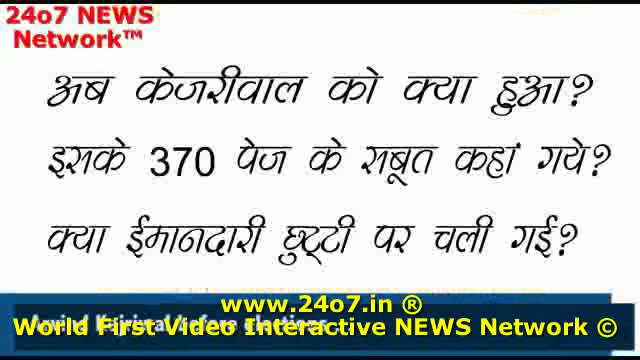 24o7 NEWS
Network™
अब केजरीवाल को क्या हुआ?
इसके 370 पेज के सबूत कहां गये?
क्या ईमानदारी छुट्टी पर चली गई?
www.24o7.in ®
World First Video Interactive NEWS Network ©